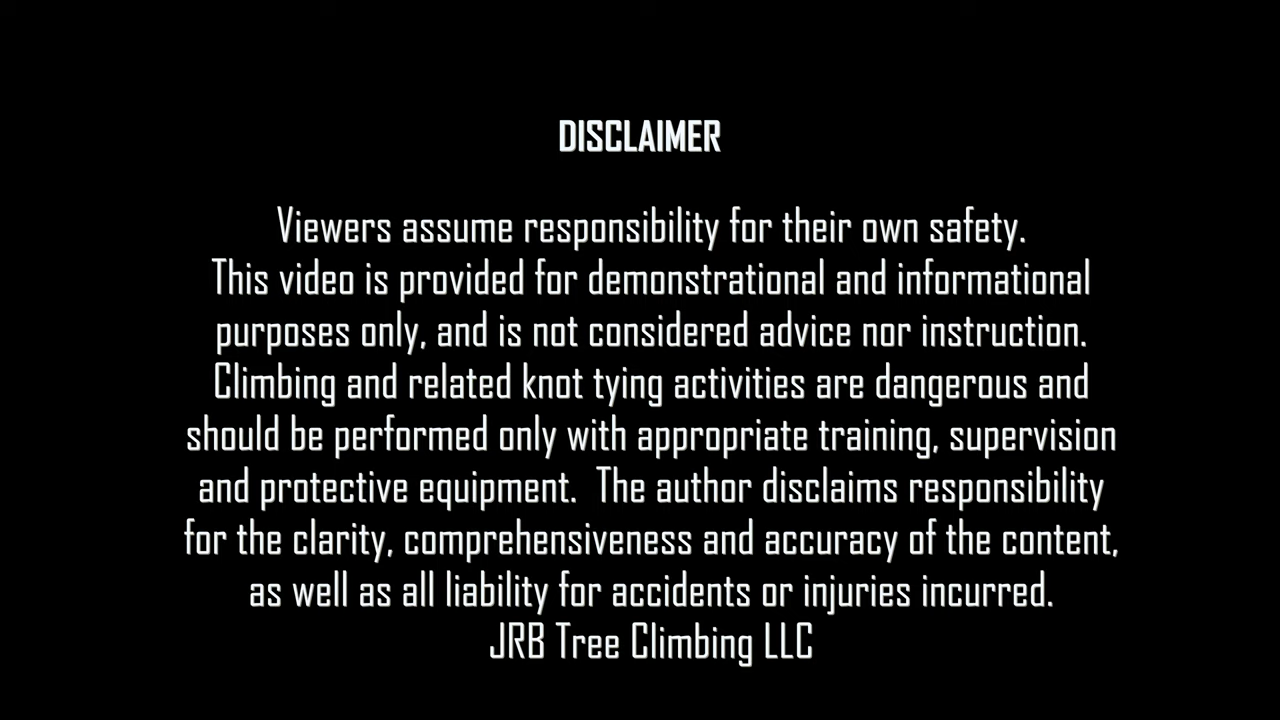 DISCLAIMER
Viewers assume responsibility for their own safety.
This video is provided for demonstrational and informational
purposes only, and is not considered advice nor instruction.
Climbing and related knot tying activities are dangerous and
should be performed only with appropriate training, supervision
and protective equipment.  The author disclaims responsibility
for the clarity, comprehensiveness and accuracy of the content,
as well as all liability for accidents or injuries incurred.
JRB Tree Climbing LLC